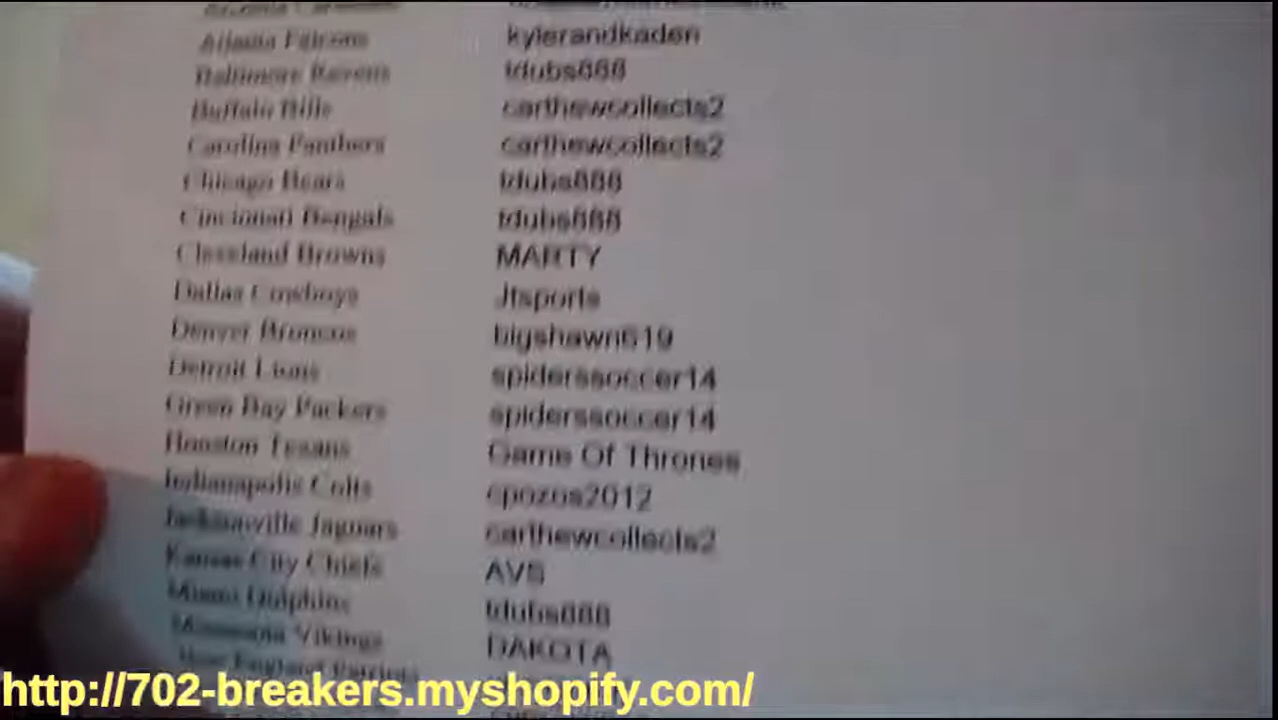 Atlanta Falcons kylerandkaden
Baltimore Ravens tdubs888
Buffalo Bills carthewcollects2
Carolina Panthers carthewcollects2
Chicago Bears tdubs888
Cincinnati Bengals tdubs888
Cleveland Browns MARTY
Dallas Cowboys Jtsports
Denver Broncos bigshawn619
Detroit Lions spiderssoccer14
Green Bay Packers spiderssoccer14
Houston Texans Game Of Thrones
Indianapolis Colts cpozos2012
Jacksonville Jaguars carthewcollects2
Kansas City Chiefs AVS
Miami Dolphins tdubs888
Minnesota Vikings DAKOTA
New England Patriots
http://702-breakers.myshopify.com/